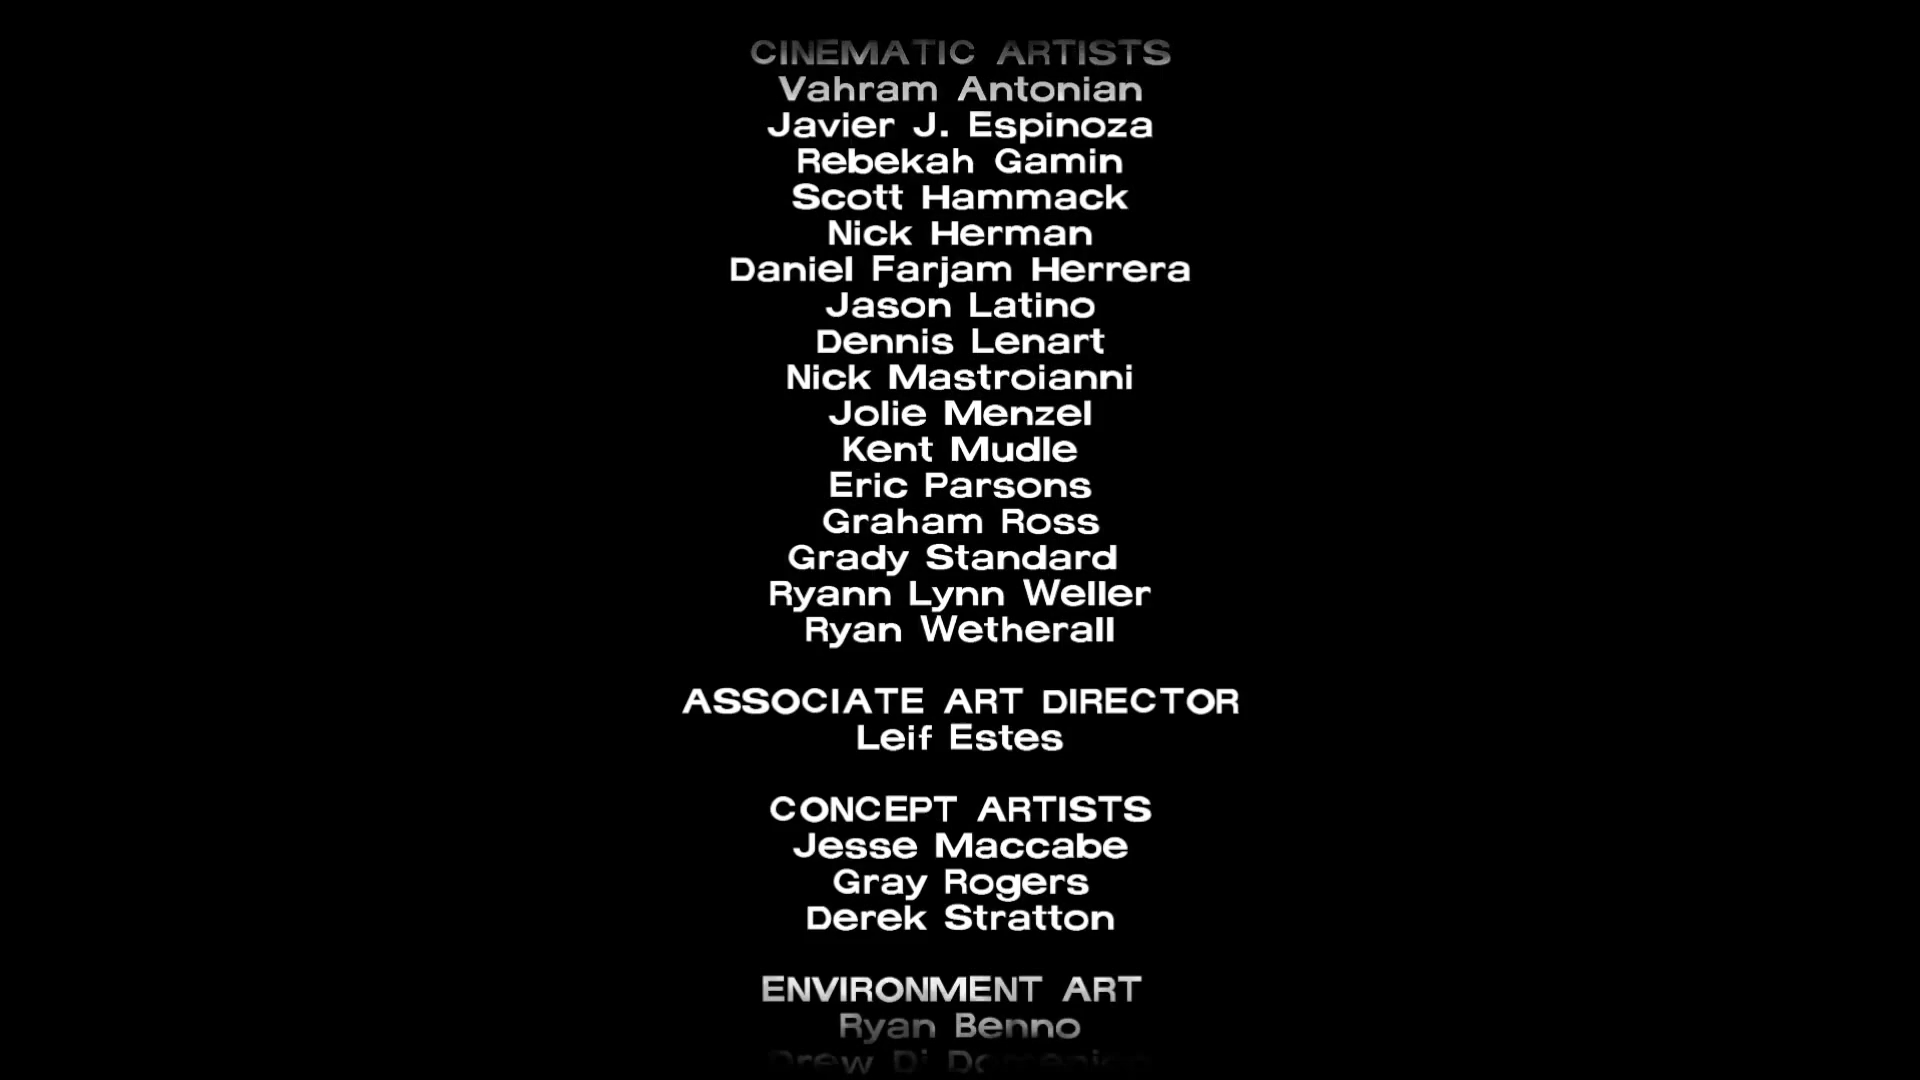 CINEMATIC ARTISTS
Vahram Antonian
Javier J. Espinoza
Rebekah Gamin
Scott Hammack
Nick Herman
Daniel Farjam Herrera
Jason Latino
Dennis Lenart
Nick Mastroianni
Jolie Menzel
Kent Mudle
Eric Parsons
Graham Ross
Grady Standard
Ryann Lynn Weller
Ryan Wetherall
ASSOCIATE ART DIRECTOR
Leif Estes
CONCEPT ARTISTS
Jesse Maccabe
Gray Rogers
Derek Stratton
ENVIRONMENT ART
Ryan Benno
Drew Di